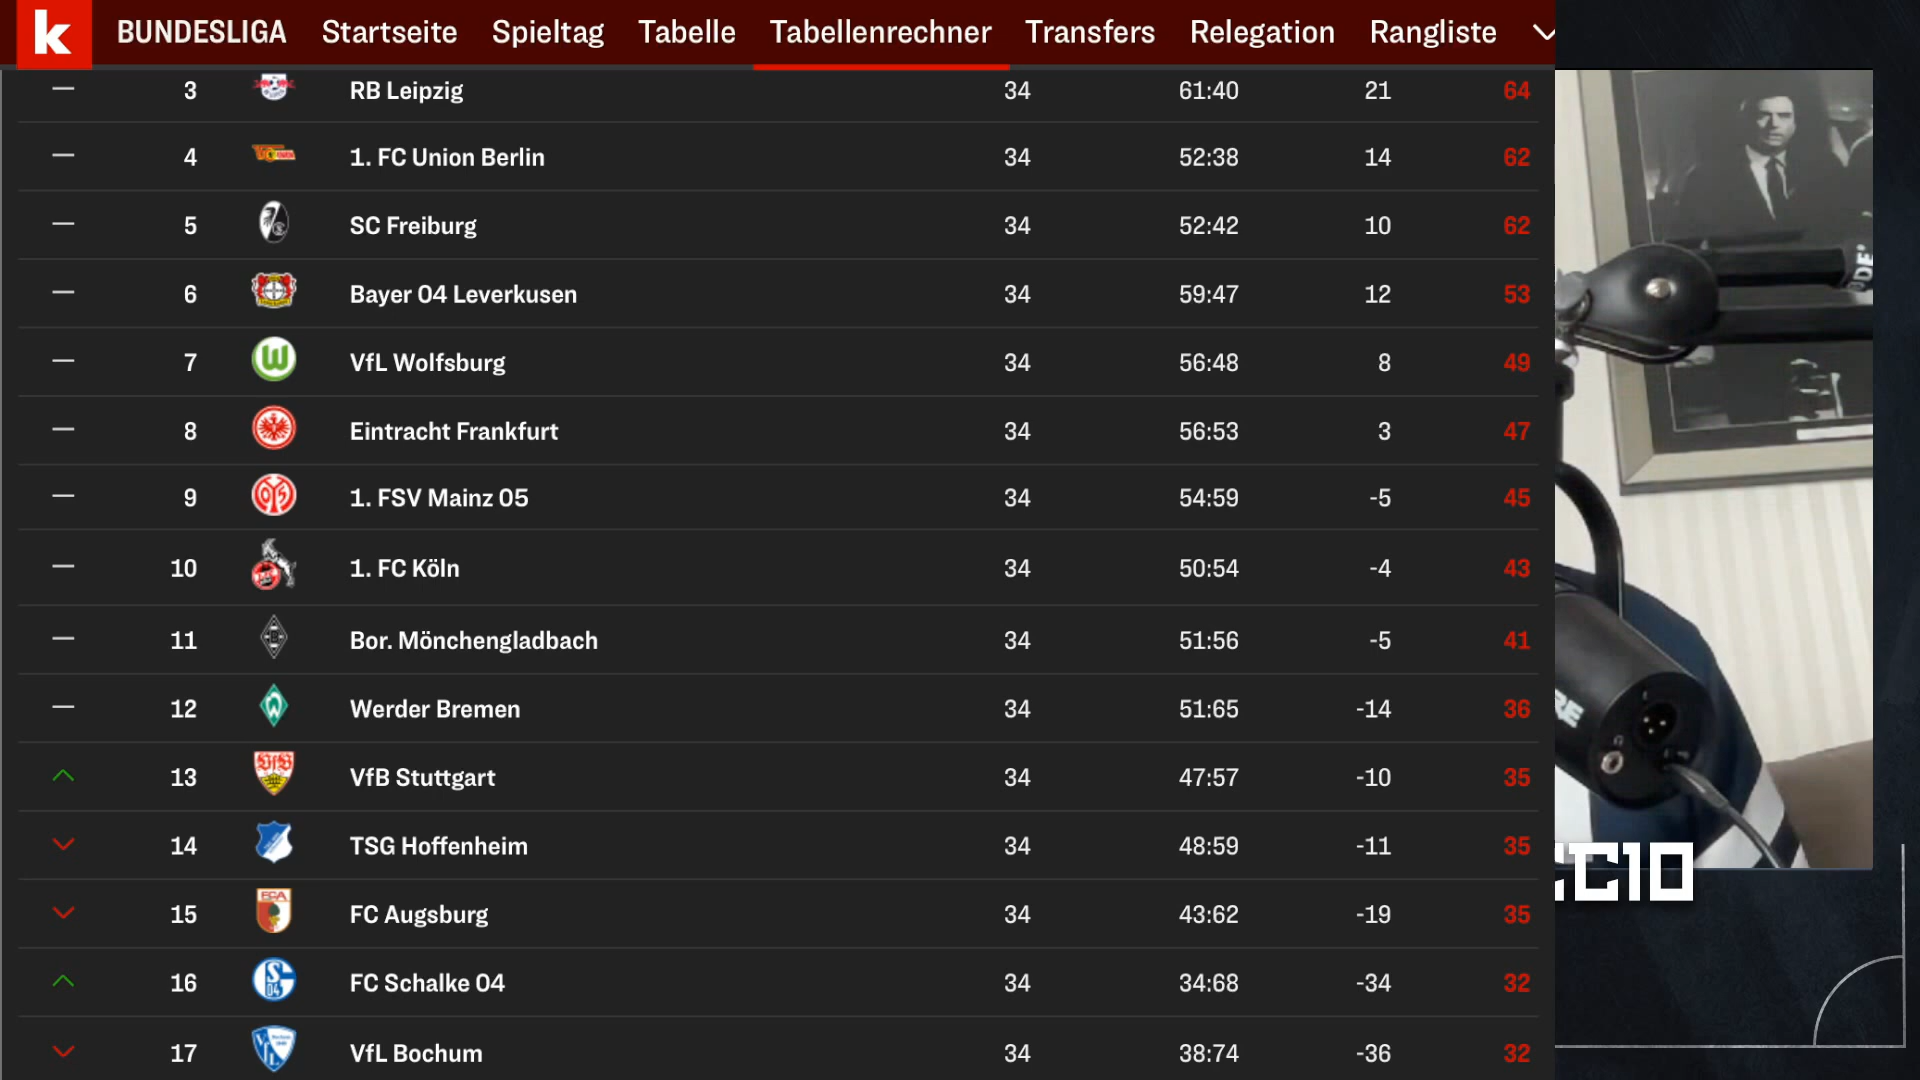 k BUNDESLIGA Startseite Spieltag Tabelle Tabellenrechner Transfers Relegation Rangliste
3 RB Leipzig 34 61:40 21 64
4 1. FC Union Berlin 34 52:38 14 62
5 SC Freiburg 34 52:42 10 62
6 Bayer 04 Leverkusen 34 59:47 12 53
7 VfL Wolfsburg 34 56:48 8 49
8 Eintracht Frankfurt 34 56:53 3 47
9 1. FSV Mainz 05 34 54:59 -5 45
10 1. FC Köln 34 50:54 -4 43
11 Bor. Mönchengladbach 34 51:56 -5 41
12 Werder Bremen 34 51:65 -14 36
13 VfB Stuttgart 34 47:57 -10 35
14 TSG Hoffenheim 34 48:59 -11 35
15 FC Augsburg 34 43:62 -19 35
16 FC Schalke 04 34 34:68 -34 32
17 VfL Bochum 34 38:74 -36 32